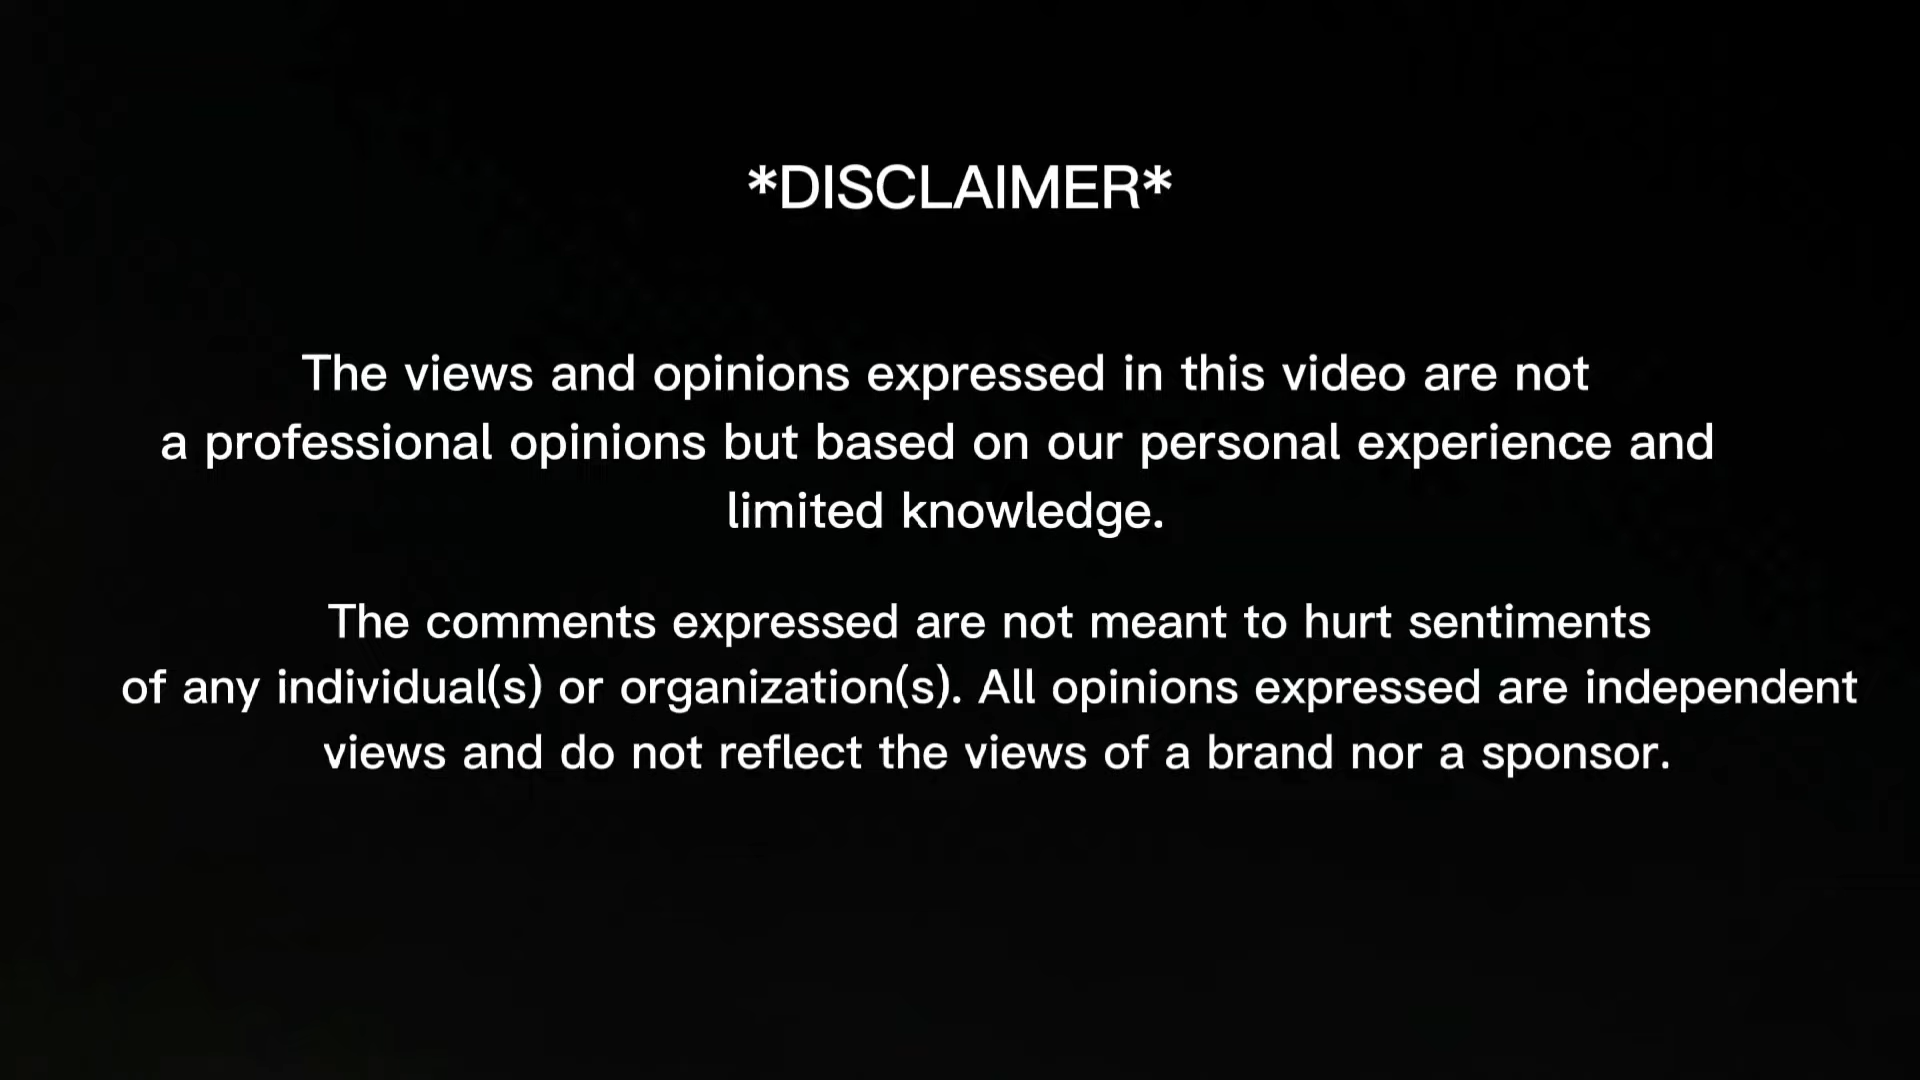 *DISCLAIMER*
The views and opinions expressed in this video are not
a professional opinions but based on our personal experience and
limited knowledge.
The comments expressed are not meant to hurt sentiments
of any individual(s) or organization(s). All opinions expressed are independent
views and do not reflect the views of a brand nor a sponsor.